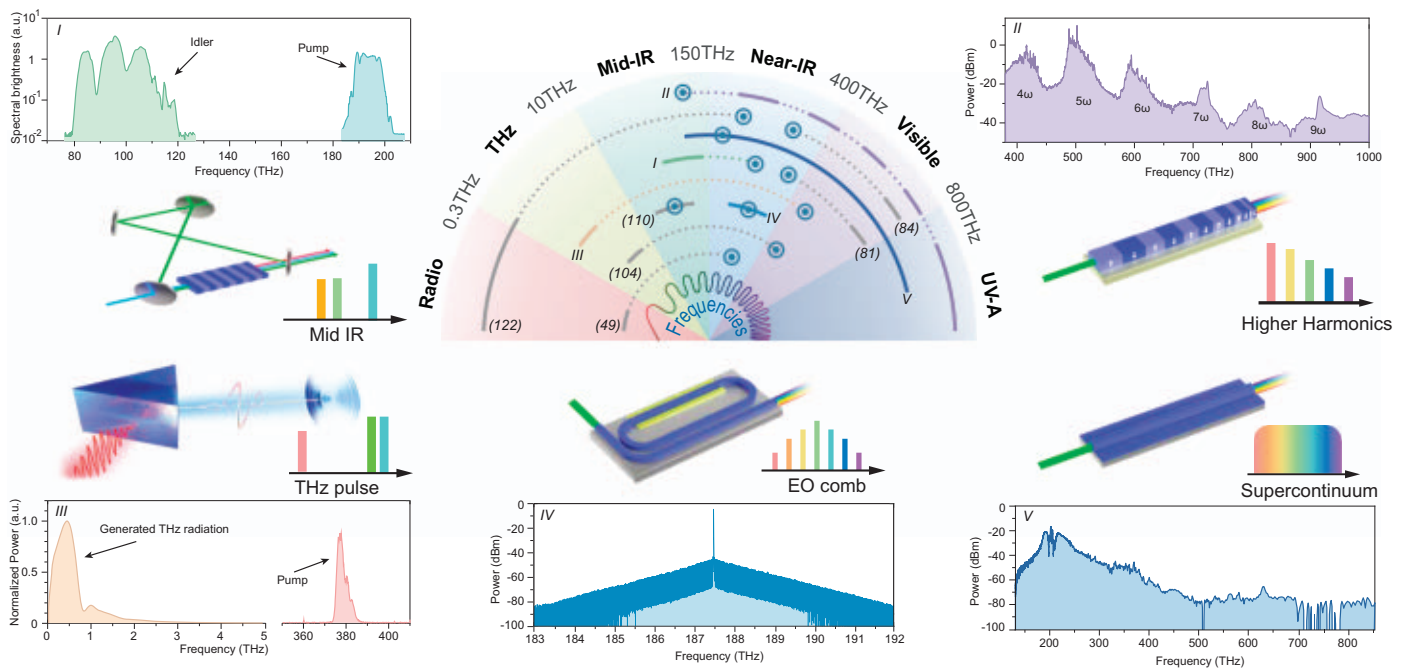 I
Spectral brightness (a.u.)
10^1
1
10^-1
10^-2
Idler
Pump
80 100 120 140 160 180 200
Frequency (THz)
Mid IR
THz pulse
III
Normalized Power (a.u.)
1.0
0.5
0
Generated THz radiation
Pump
0 1 2 3 4 5
360 380 400
Frequency (THz)
Radio
0.3THz
THz
10THz
Mid-IR
150THz
Near-IR
400THz
Visible
800THz
UV-A
II
I
(110)
IV
(84)
III
(104)
(81)
V
(122)
(49)
Frequencies
EO comb
IV
Power (dBm)
0
-20
-40
-60
-80
-100
183 184 185 186 187 188 189 190 191 192
Frequency (THz)
II
Power (dBm)
0
-20
-40
4ω 5ω 6ω 7ω 8ω 9ω
400 500 600 700 800 900 1000
Frequency (THz)
Higher Harmonics
Supercontinuum
V
Power (dBm)
0
-20
-40
-60
-80
-100
200 300 400 500 600 700 800
Frequency (THz)